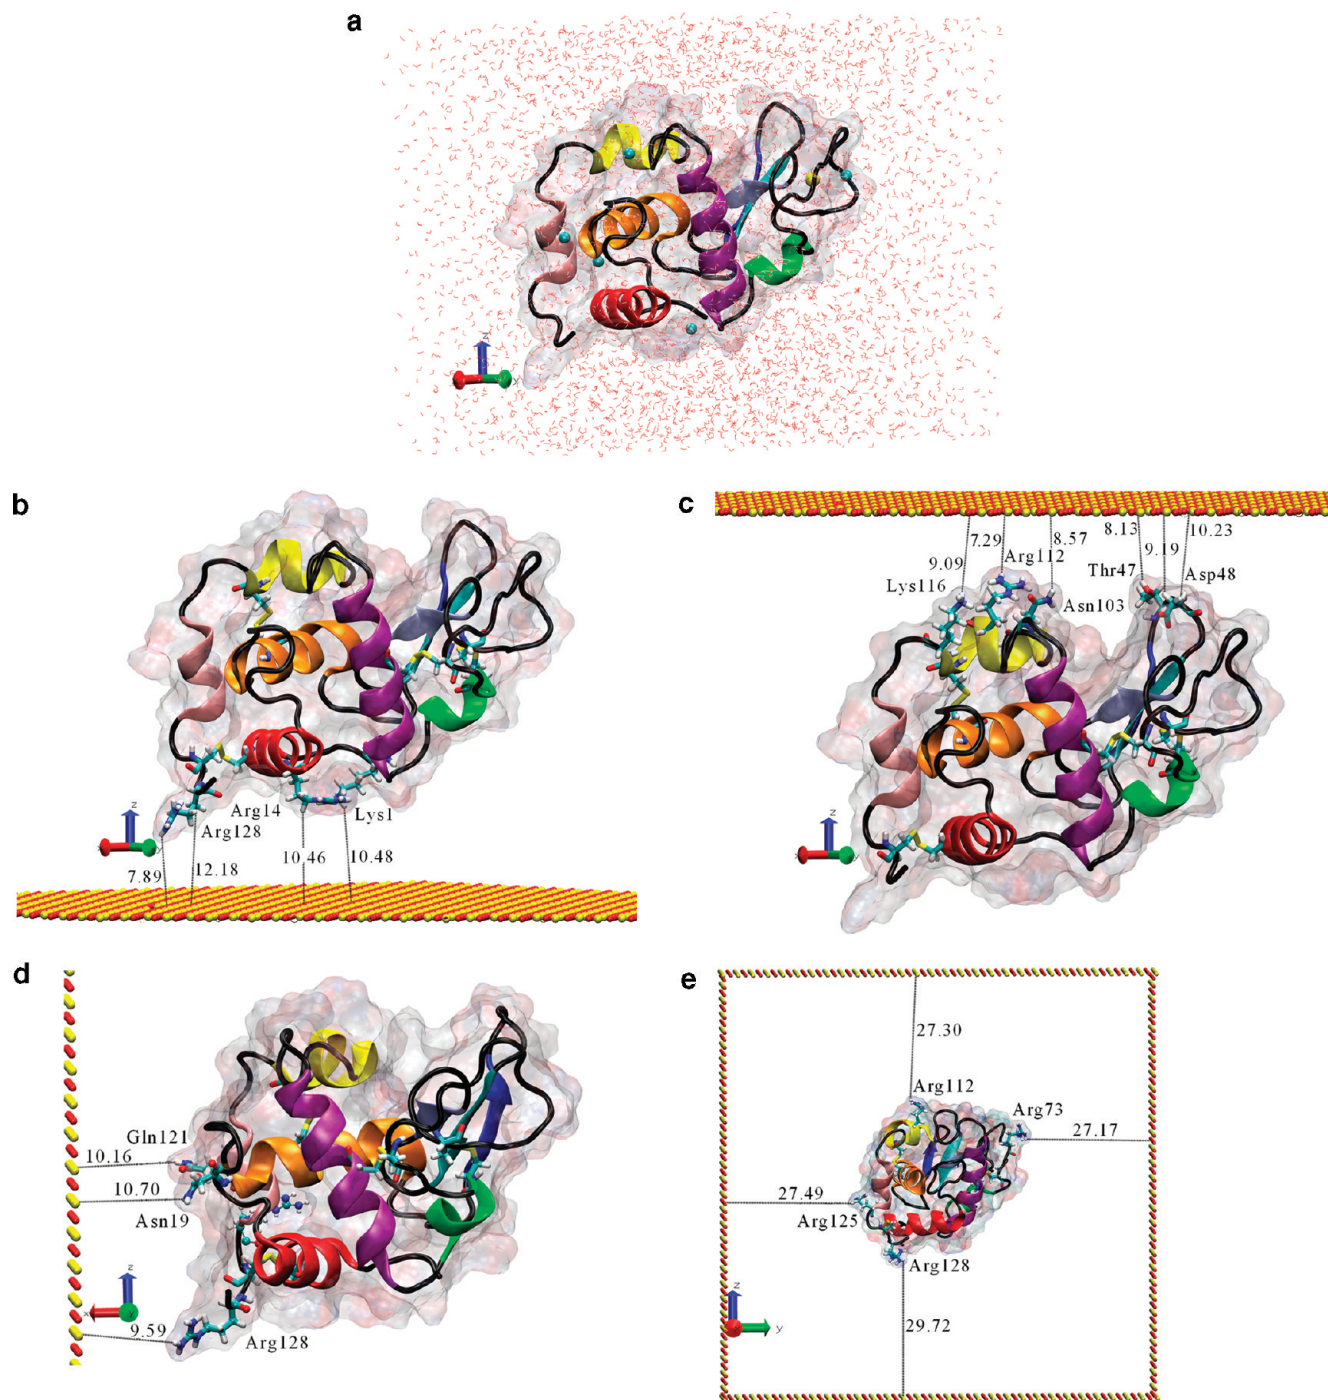 a
z
x
y
b
Arg14
Lys1
Arg128
z
7.89
12.18
10.46
10.48
c
9.09
7.29
8.57
8.13
9.19
10.23
Lys116
Arg112
Asn103
Thr47
Asp48
z
x
d
Gln121
10.16
10.70
Asn19
z
x
9.59
Arg128
e
27.30
Arg112
Arg73
27.17
27.49
Arg125
Arg128
z
y
29.72